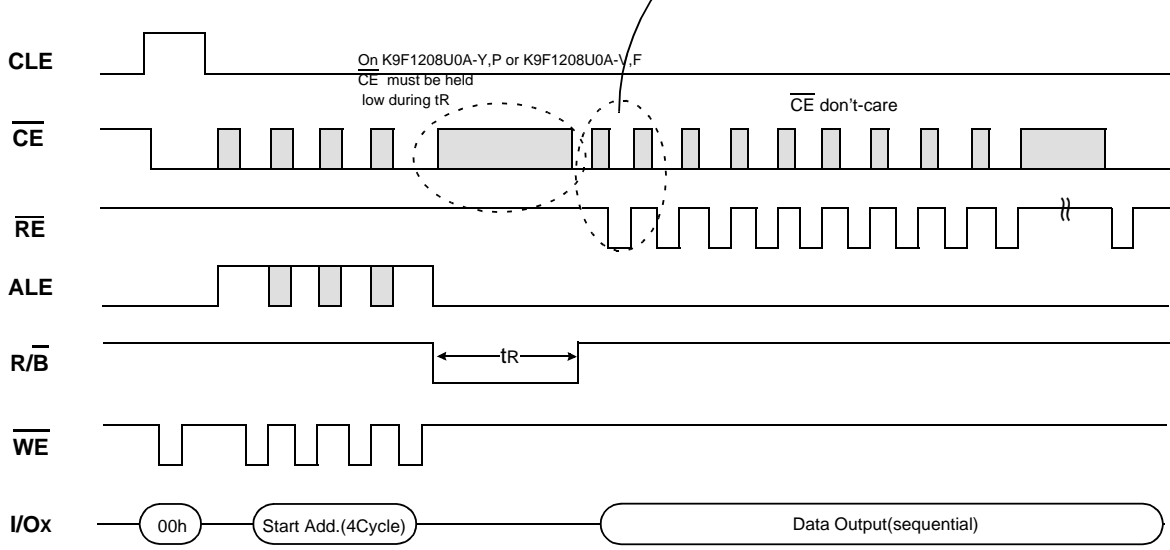 CLE
On K9F1208U0A-Y,P or K9F1208U0A-V,F
CE must be held
low during tR
CE don't-care
CE
RE
ALE
R/B
tR
WE
I/Ox
00h
Start Add.(4Cycle)
Data Output(sequential)